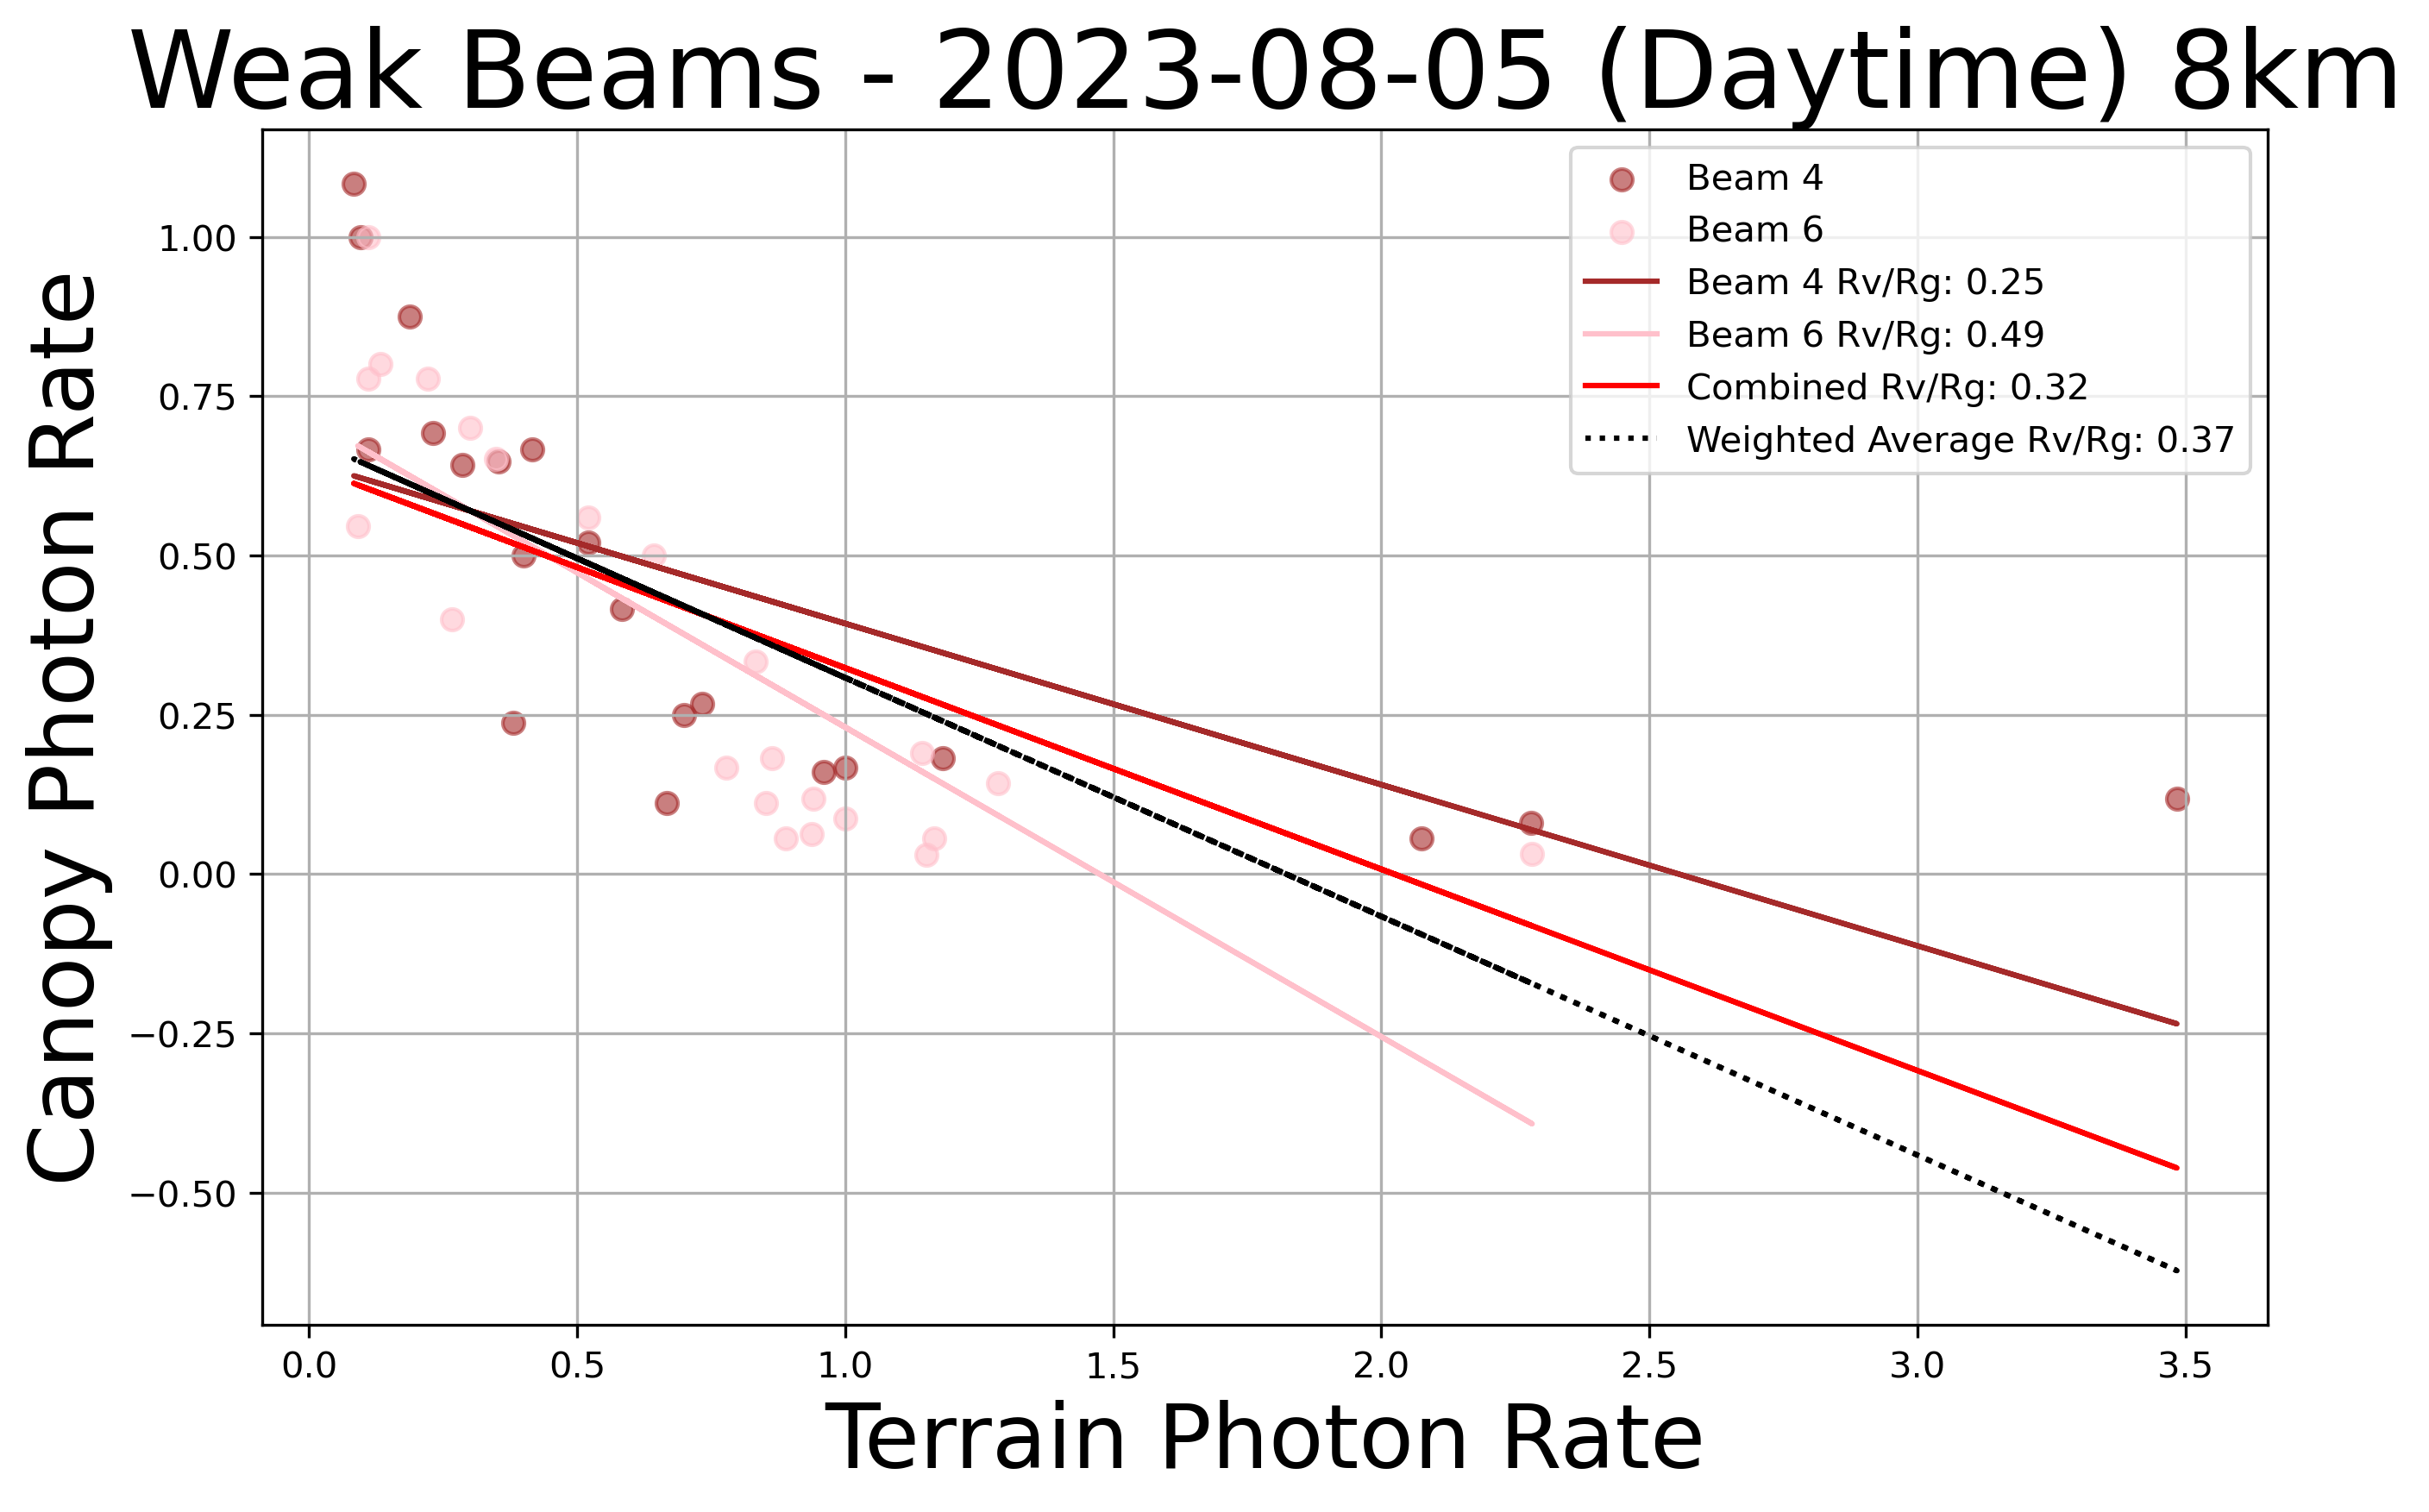 Weak Beams - 2023-08-05 (Daytime) 8km
Beam 4
Beam 6
Beam 4 Rv/Rg: 0.25
Beam 6 Rv/Rg: 0.49
Combined Rv/Rg: 0.32
Weighted Average Rv/Rg: 0.37
Canopy Photon Rate
1.00
0.75
0.50
0.25
0.00
−0.25
−0.50
0.0 0.5 1.0 1.5 2.0 2.5 3.0 3.5
Terrain Photon Rate